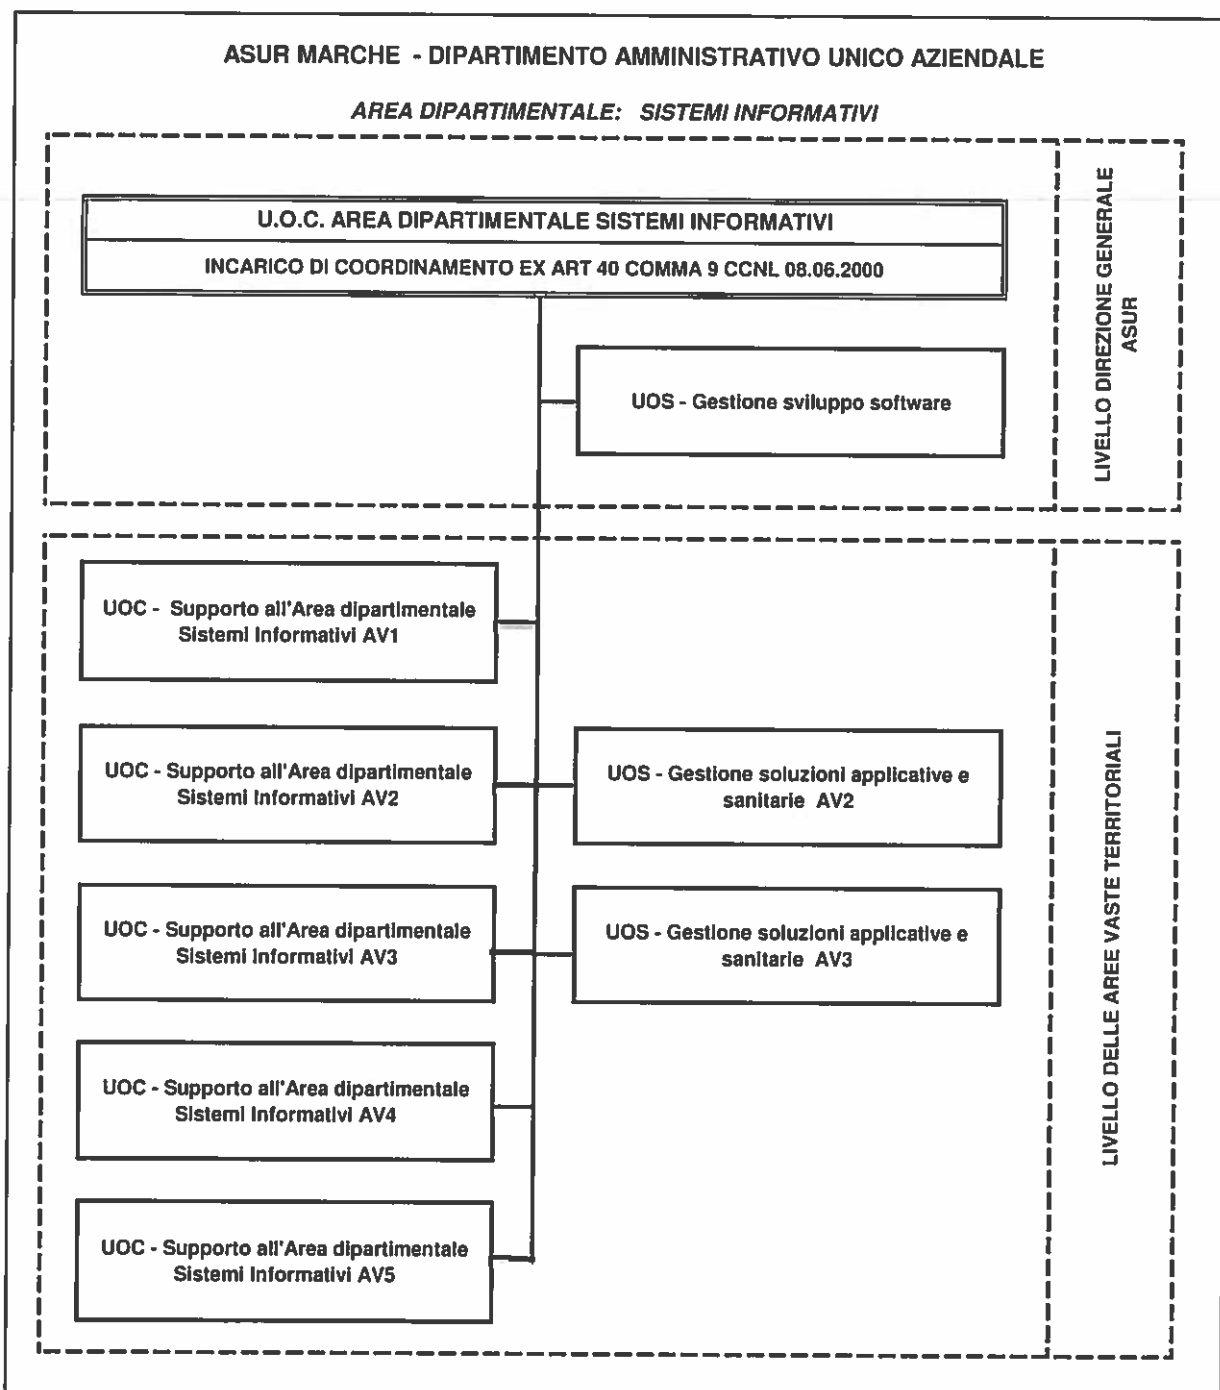 ASUR MARCHE - DIPARTIMENTO AMMINISTRATIVO UNICO AZIENDALE
AREA DIPARTIMENTALE: SISTEMI INFORMATIVI
U.O.C. AREA DIPARTIMENTALE SISTEMI INFORMATIVI
INCARICO DI COORDINAMENTO EX ART 40 COMMA 9 CCNL 08.06.2000
UOS - Gestione sviluppo software
LIVELLO DIREZIONE GENERALE
ASUR
UOC - Supporto all'Area dipartimentale
Sistemi Informativi AV1
UOC - Supporto all'Area dipartimentale
Sistemi Informativi AV2
UOS - Gestione soluzioni applicative e
sanitarie AV2
UOC - Supporto all'Area dipartimentale
Sistemi Informativi AV3
UOS - Gestione soluzioni applicative e
sanitarie AV3
UOC - Supporto all'Area dipartimentale
Sistemi Informativi AV4
UOC - Supporto all'Area dipartimentale
Sistemi Informativi AV5
LIVELLO DELLE AREE VASTE TERRITORIALI